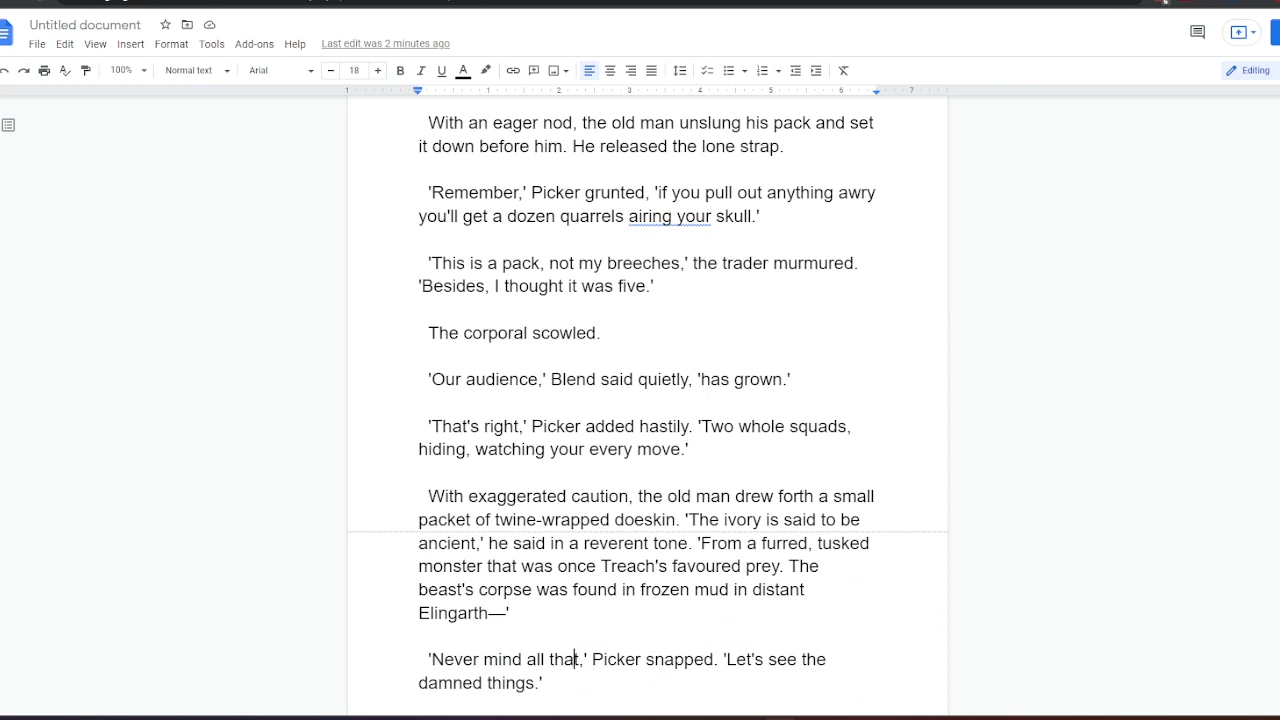 Untitled document
File Edit View Insert Format Tools Add-ons Help Last edit was 2 minutes ago
100% Normal text Arial 18 B I U A Editing
1 1 2 3 4 5 6 7
With an eager nod, the old man unslung his pack and set
it down before him. He released the lone strap.
'Remember,' Picker grunted, 'if you pull out anything awry
you'll get a dozen quarrels airing your skull.'
'This is a pack, not my breeches,' the trader murmured.
'Besides, I thought it was five.'
The corporal scowled.
'Our audience,' Blend said quietly, 'has grown.'
'That's right,' Picker added hastily. 'Two whole squads,
hiding, watching your every move.'
With exaggerated caution, the old man drew forth a small
packet of twine-wrapped doeskin. 'The ivory is said to be
ancient,' he said in a reverent tone. 'From a furred, tusked
monster that was once Treach's favoured prey. The
beast's corpse was found in frozen mud in distant
Elingarth—'
'Never mind all that,' Picker snapped. 'Let's see the
damned things.'